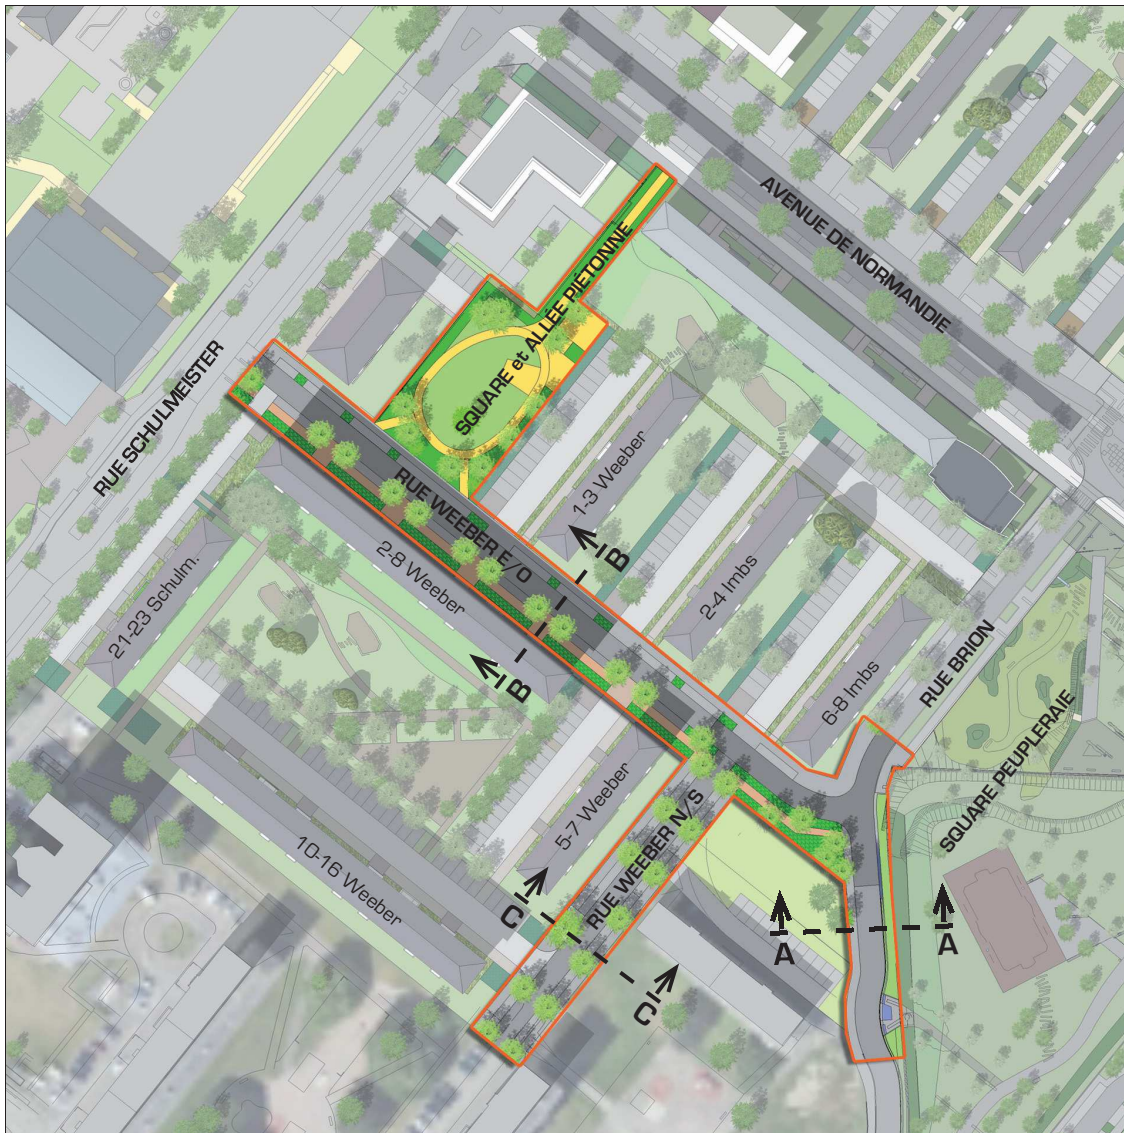 AVENUE DE NORMANDIE
SQUARE et ALLEE PIÉTONNE
RUE SCHULMEISTER
RUE WEEBER E/O
1-3 Weeber
2-8 Weeber
21-23 Schulm.
2-4 Imbs
6-8 Imbs
RUE BRION
SQUARE PEUPLERAIE
B
B
5-7 Weeber
RUE WEEBER N/S
10-16 Weeber
C
C
A
A